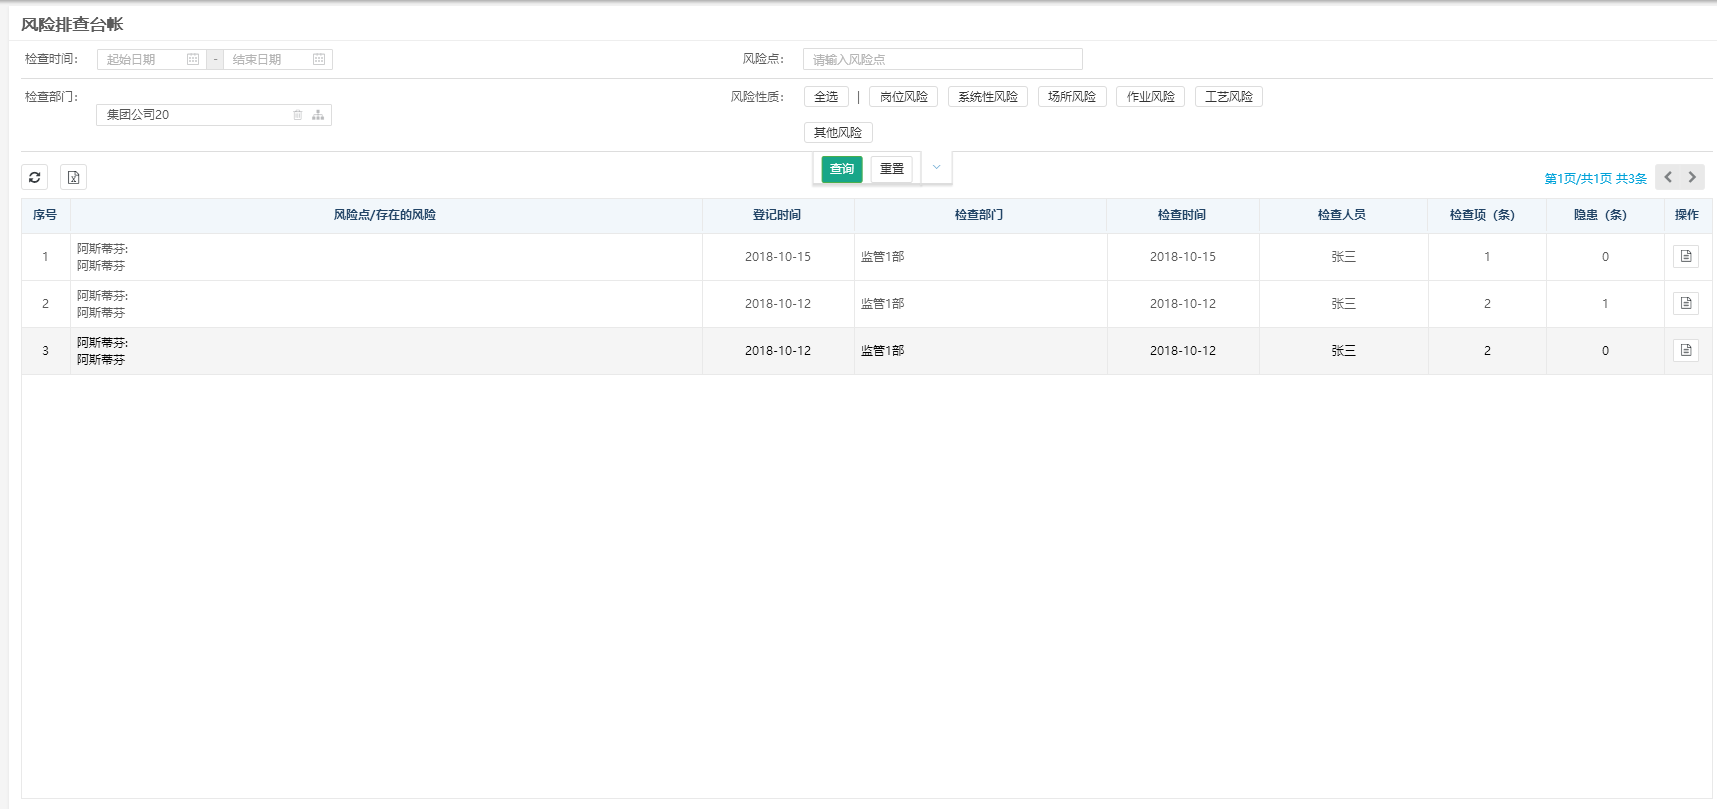 风险排查台帐
检查时间： 起始日期 - 结束日期 风险点： 请输入风险点
检查部门： 集团公司20 风险性质： 全选 | 岗位风险 系统性风险 场所风险 作业风险 工艺风险
其他风险
查询 重置
第1页/共1页 共3条
序号 风险点/存在的风险 登记时间 检查部门 检查时间 检查人员 检查项（条） 隐患（条） 操作
1 阿斯蒂芬: 2018-10-15 监管1部 2018-10-15 张三 1 0
阿斯蒂芬
2 阿斯蒂芬: 2018-10-12 监管1部 2018-10-12 张三 2 1
阿斯蒂芬
3 阿斯蒂芬: 2018-10-12 监管1部 2018-10-12 张三 2 0
阿斯蒂芬